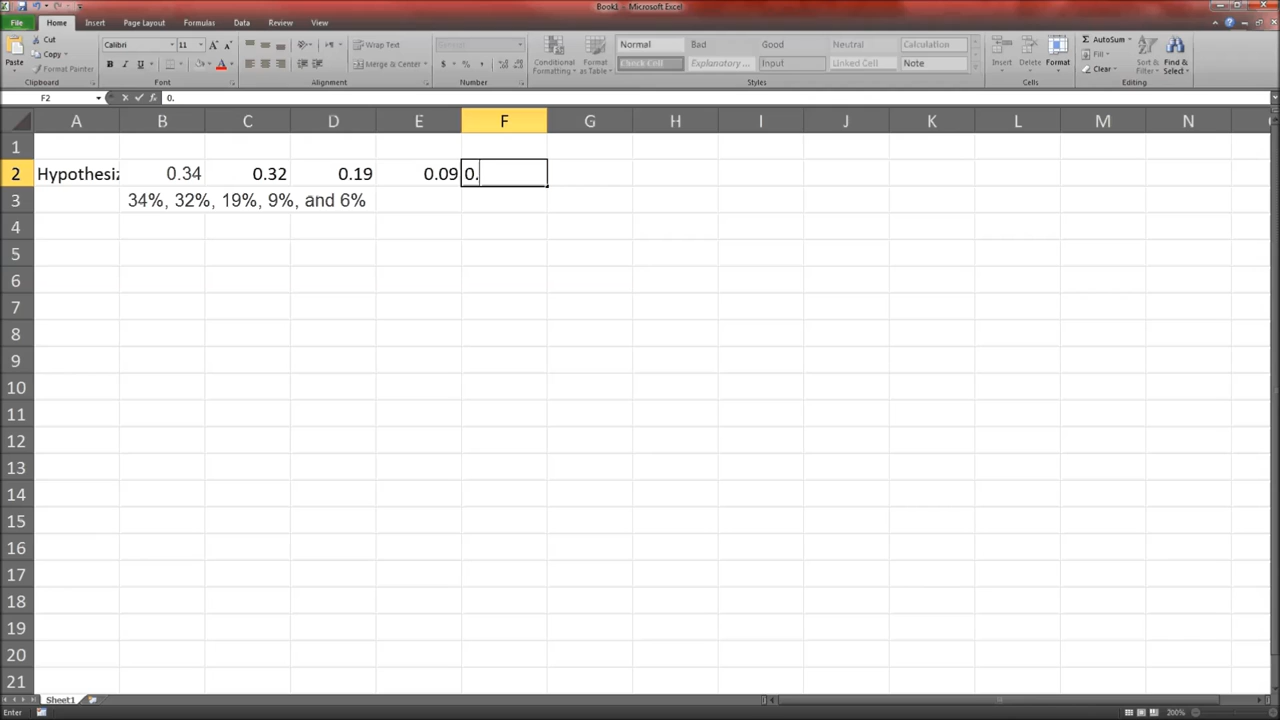 Book1 - Microsoft Excel
File Home Insert Page Layout Formulas Data Review View
Cut
Copy
Format Painter
Paste
Calibri 11
Wrap Text
Merge & Center
General
Conditional Formatting
Format as Table
Normal Bad Good Neutral Calculation
Check Cell Explanatory ... Input Linked Cell Note
Insert Delete Format
AutoSum
Fill
Clear
Sort & Filter
Find & Select
Clipboard Font Alignment Number Styles Cells Editing
F2 0.
A B C D E F G H I J K L M N
1
2 Hypothesiz 0.34 0.32 0.19 0.09 0.
3 34%, 32%, 19%, 9%, and 6%
4
5
6
7
8
9
10
11
12
13
14
15
16
17
18
19
20
21
Sheet1
Enter 200%